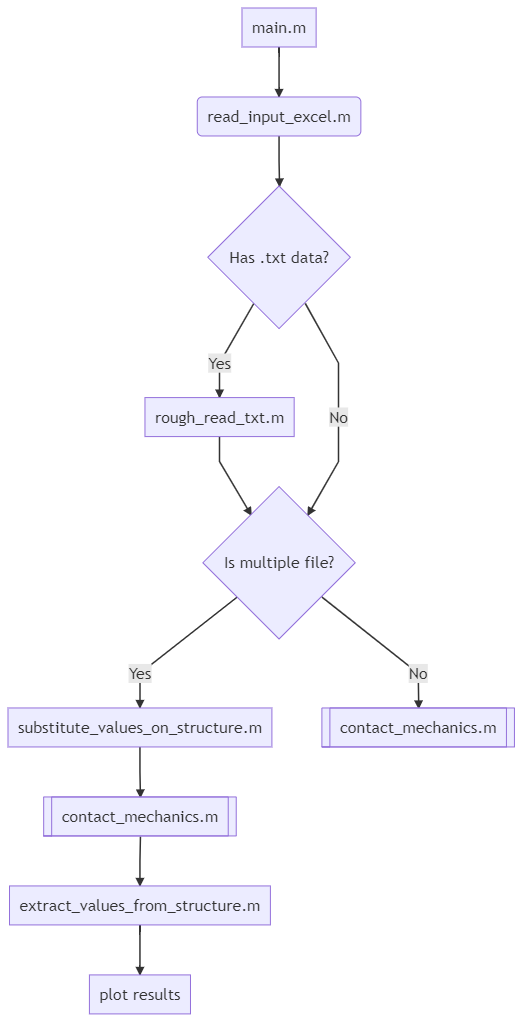 main.m
read_input_excel.m
Has .txt data?
Yes
rough_read_txt.m
No
Is multiple file?
Yes
No
substitute_values_on_structure.m
contact_mechanics.m
contact_mechanics.m
extract_values_from_structure.m
plot results